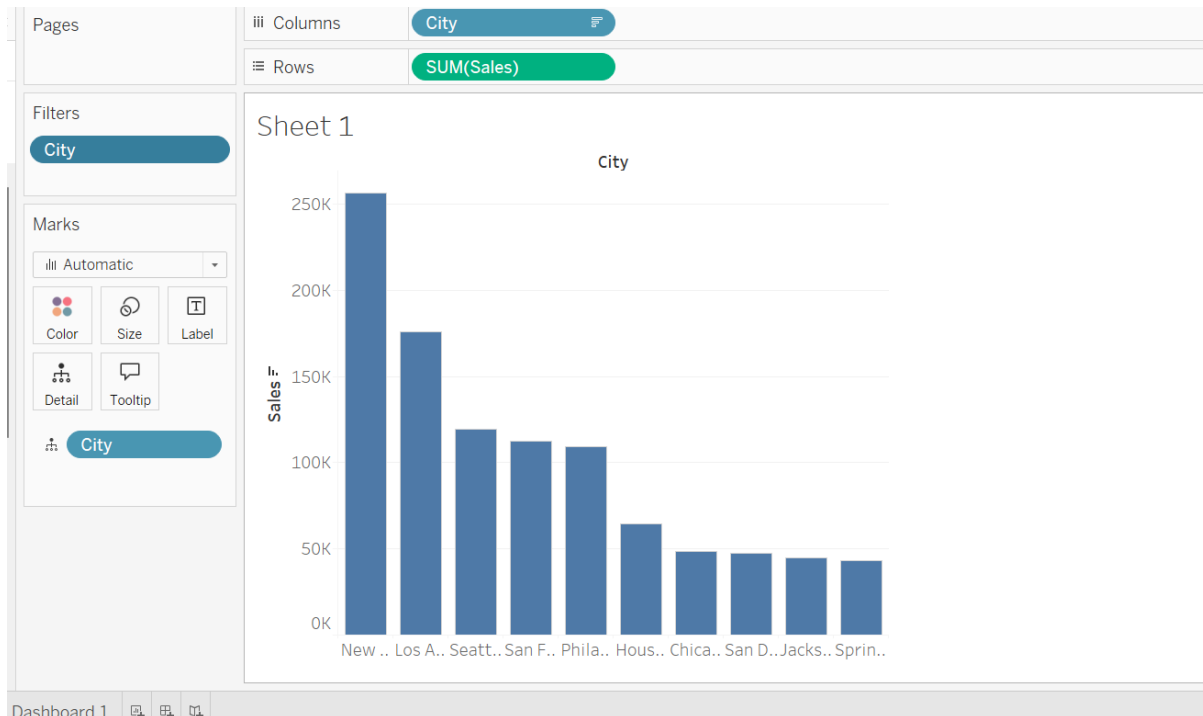 Pages
Columns
City
Rows
SUM(Sales)
Filters
City
Marks
Automatic
Color
Size
Label
Detail
Tooltip
City
Sheet 1
City
250K
200K
150K
100K
50K
0K
Sales
New .. Los A.. Seatt.. San F.. Phila.. Hous.. Chica.. San D.. Jacks.. Sprin..
Dashboard 1